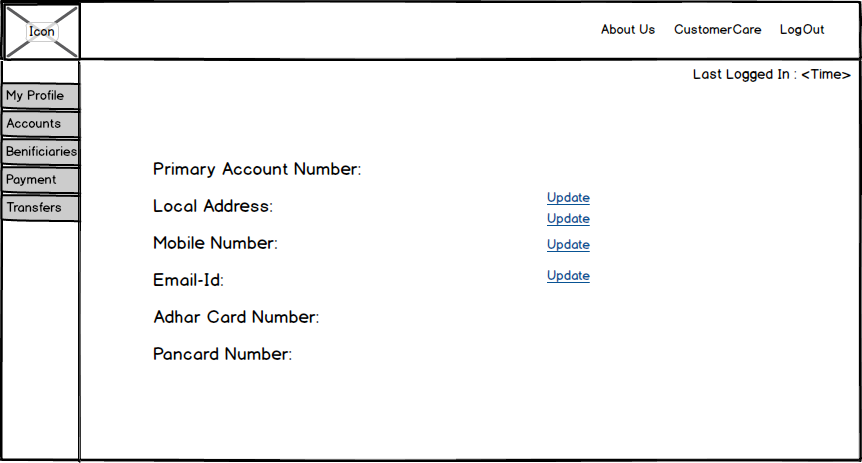 Icon
About Us CustomerCare LogOut
Last Logged In : <Time>
My Profile
Accounts
Benificiaries
Payment
Transfers
Primary Account Number:
Local Address:
Update
Update
Mobile Number:
Update
Email-Id:
Update
Adhar Card Number:
Pancard Number: